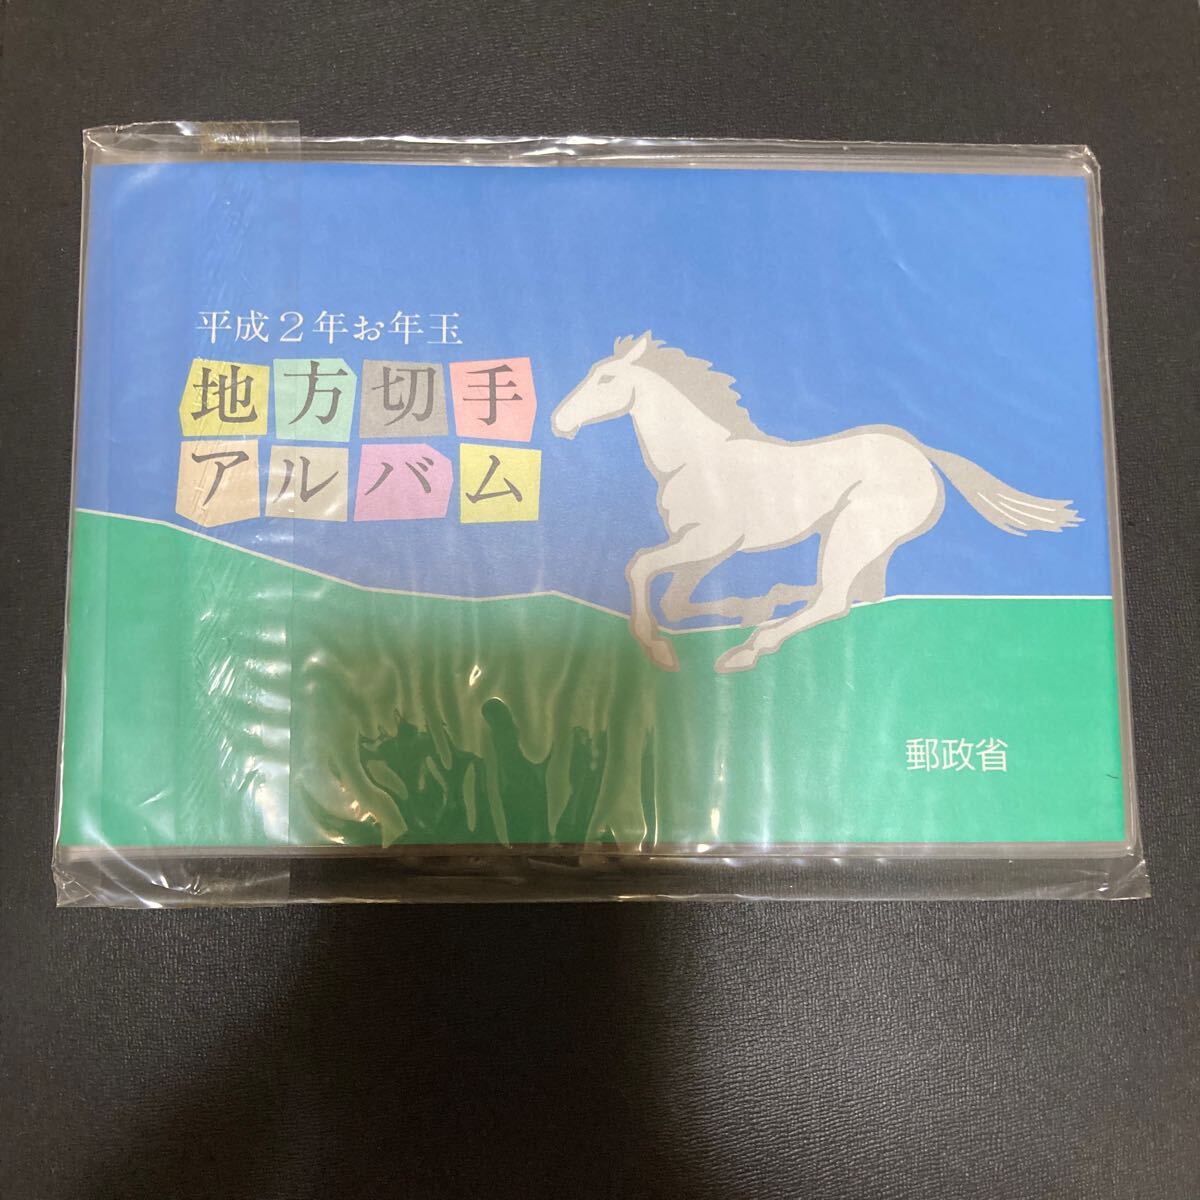 平成２年お年玉
地方切手
アルバム
郵政省